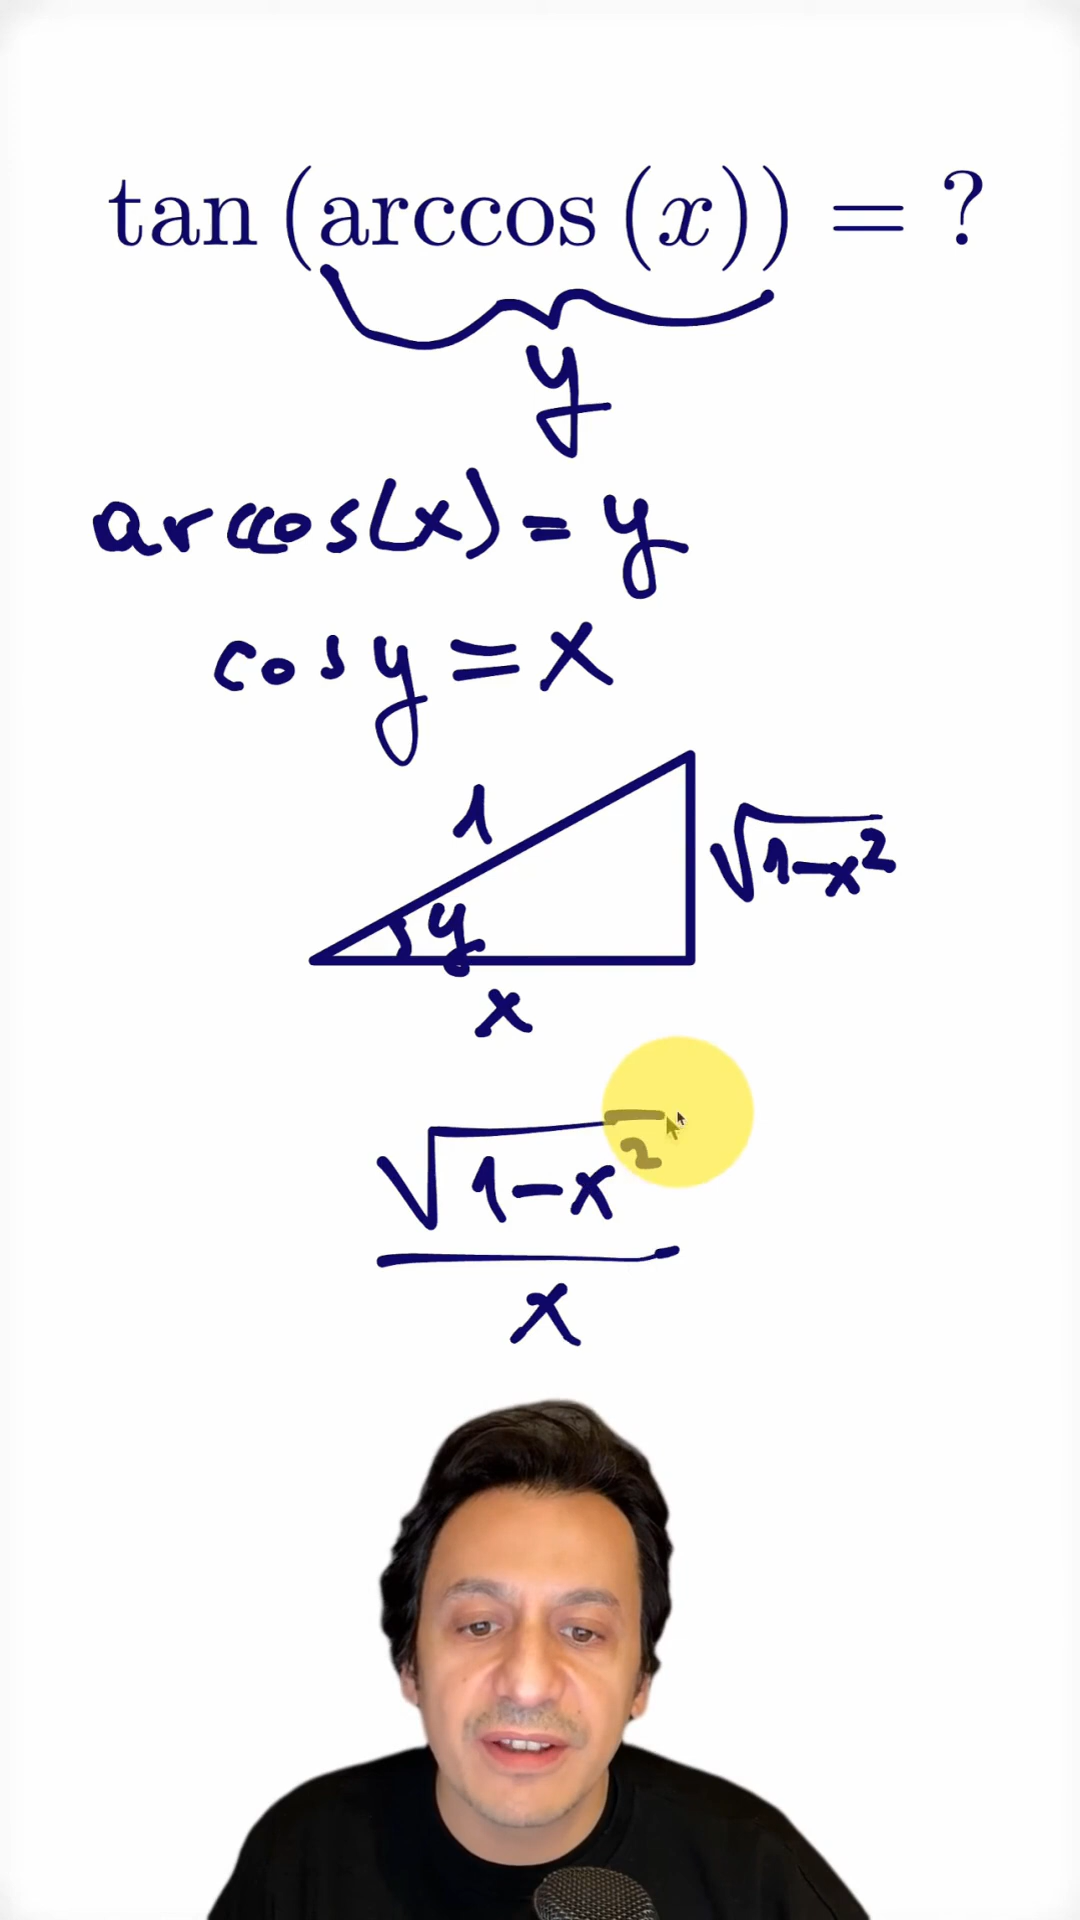 tan (arccos (x)) = ?
y
arccos(x) = y
cos y = x
1
√1-x²
y
x
√1-x²
x